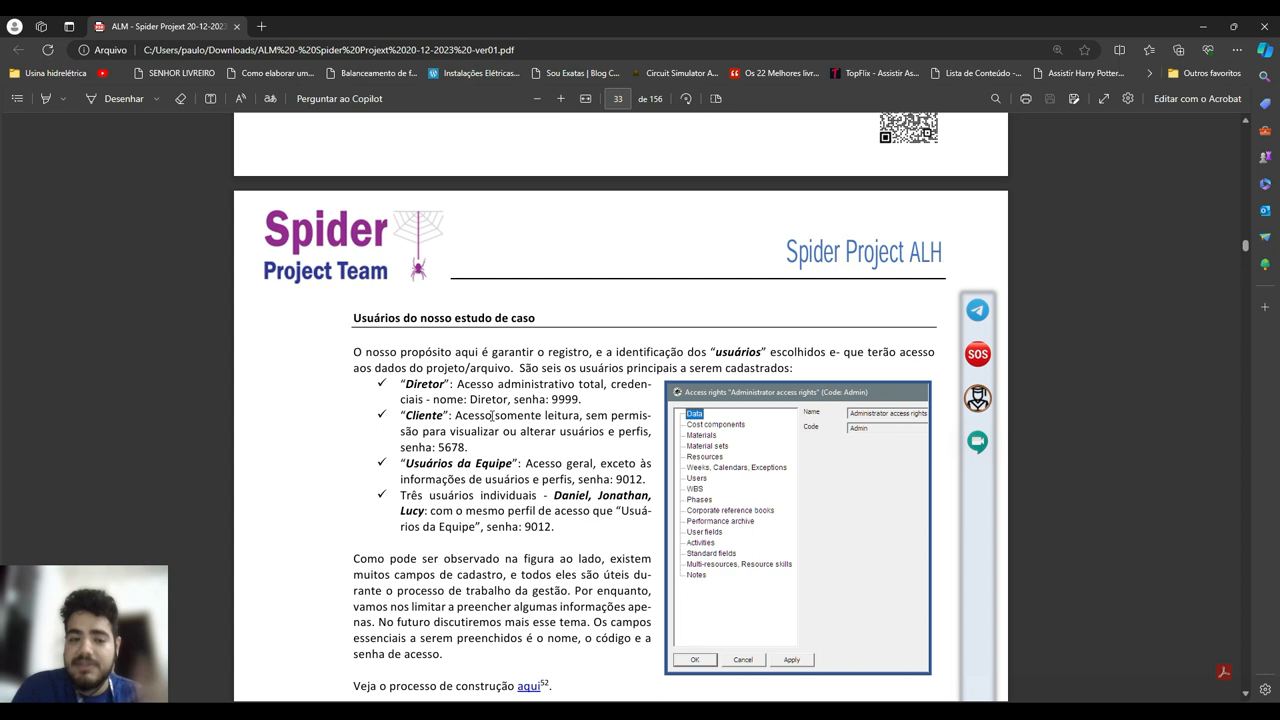 ALM - Spider Projext 20-12-2023
Arquivo
C:/Users/paulo/Downloads/ALM%20-%20Spider%20Projext%2020-12-2023%20-ver01.pdf
Usina hidrelétrica
SENHOR LIVREIRO
Como elaborar um...
Balanceamento de f...
Instalações Elétricas...
Sou Exatas | Blog C...
Circuit Simulator A...
Os 22 Melhores livr...
TopFlix - Assistir As...
Lista de Conteúdo -...
Assistir Harry Potter...
Outros favoritos
Desenhar
Perguntar ao Copilot
33
de 156
Editar com o Acrobat
Spider
Project Team
Spider Project ALH
Usuários do nosso estudo de caso
O nosso propósito aqui é garantir o registro, e a identificação dos “usuários” escolhidos e- que terão acesso
aos dados do projeto/arquivo. São seis os usuários principais a serem cadastrados:
✓ “Diretor”: Acesso administrativo total, creden-
ciais - nome: Diretor, senha: 9999.
✓ “Cliente”: Acesso somente leitura, sem permis-
são para visualizar ou alterar usuários e perfis,
senha: 5678.
✓ “Usuários da Equipe”: Acesso geral, exceto às
informações de usuários e perfis, senha: 9012.
✓ Três usuários individuais - Daniel, Jonathan,
Lucy: com o mesmo perfil de acesso que “Usuá-
rios da Equipe”, senha: 9012.
Como pode ser observado na figura ao lado, existem
muitos campos de cadastro, e todos eles são úteis du-
rante o processo de trabalho da gestão. Por enquanto,
vamos nos limitar a preencher algumas informações ape-
nas. No futuro discutiremos mais esse tema. Os campos
essenciais a serem preenchidos é o nome, o código e a
senha de acesso.
Veja o processo de construção aqui52.
Access rights "Administrator access rights" (Code: Admin)
Data
Cost components
Materials
Material sets
Resources
Weeks, Calendars, Exceptions
Users
WBS
Phases
Corporate reference books
Performance archive
User fields
Activities
Standard fields
Multi-resources, Resource skills
Notes
Name
Administrator access rights
Code
Admin
OK
Cancel
Apply
SOS